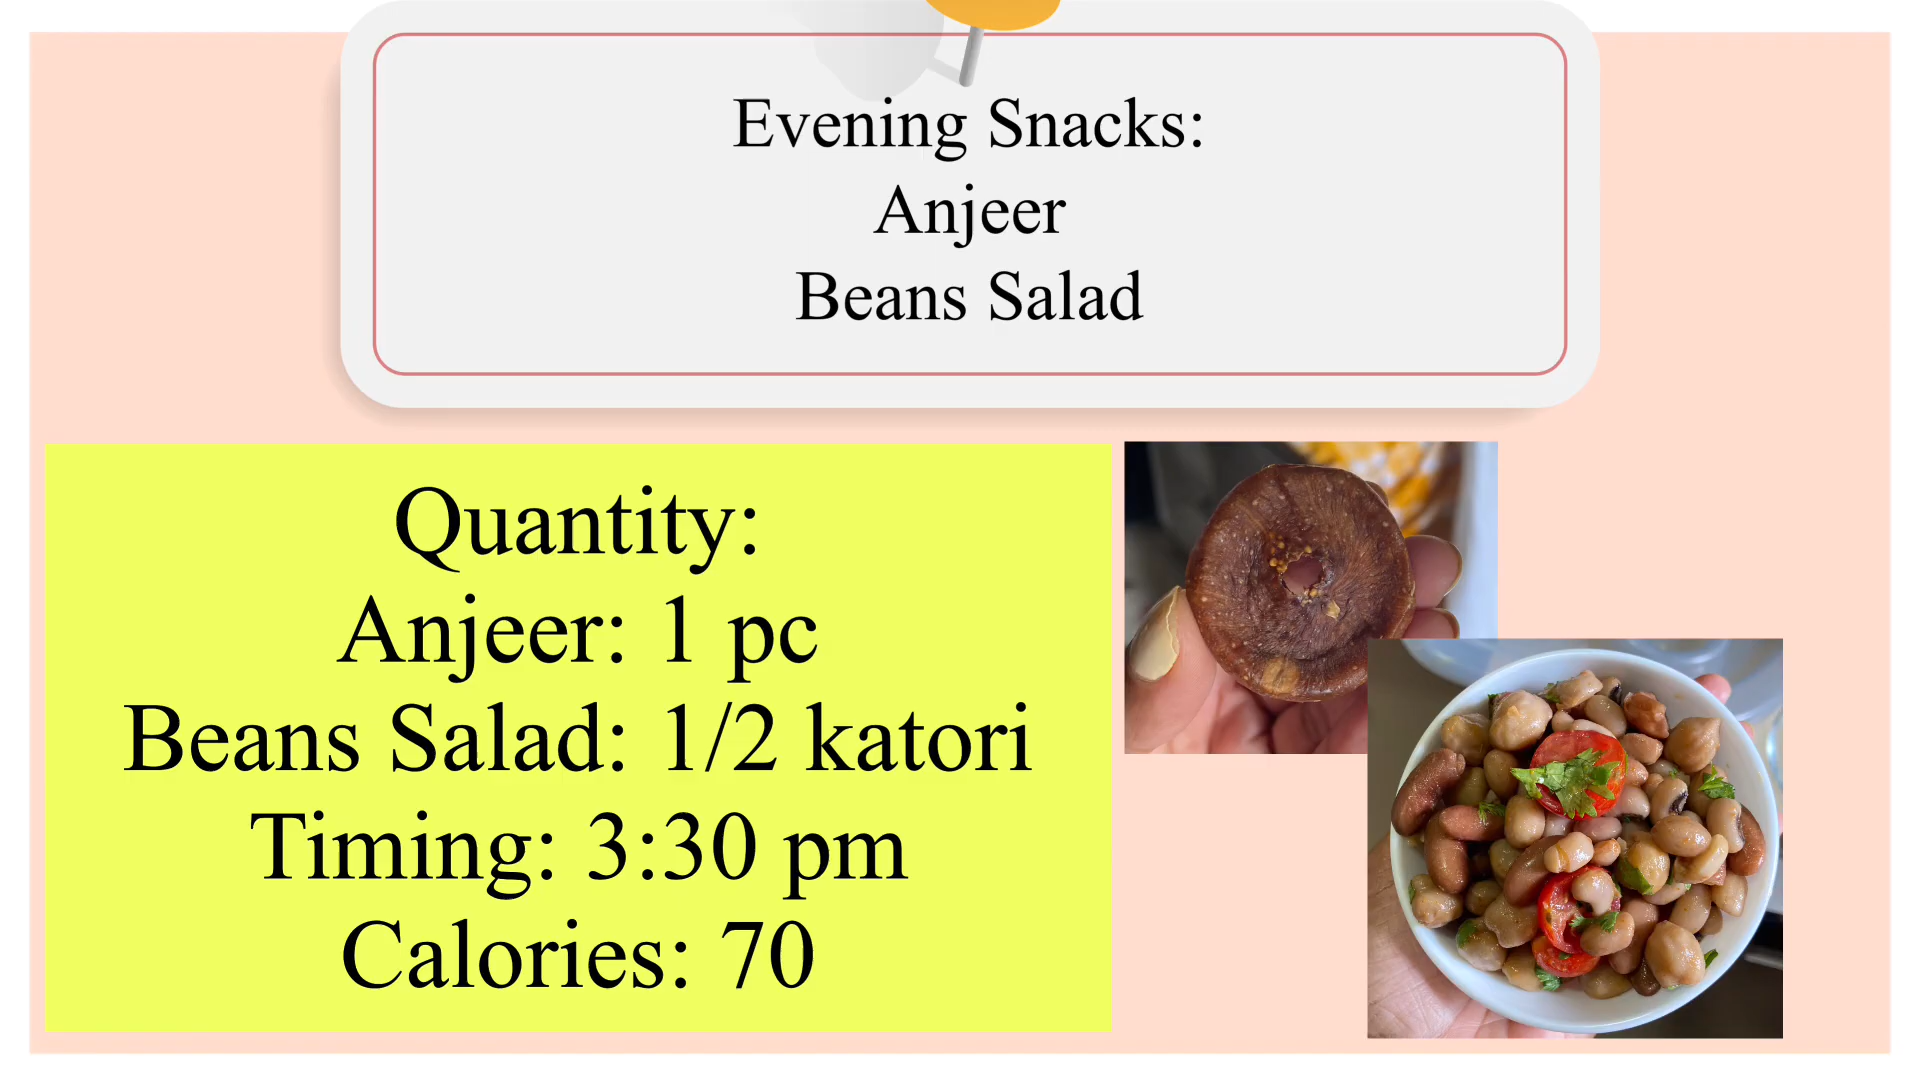 Evening Snacks:
Anjeer
Beans Salad
Quantity:
Anjeer: 1 pc
Beans Salad: 1/2 katori
Timing: 3:30 pm
Calories: 70